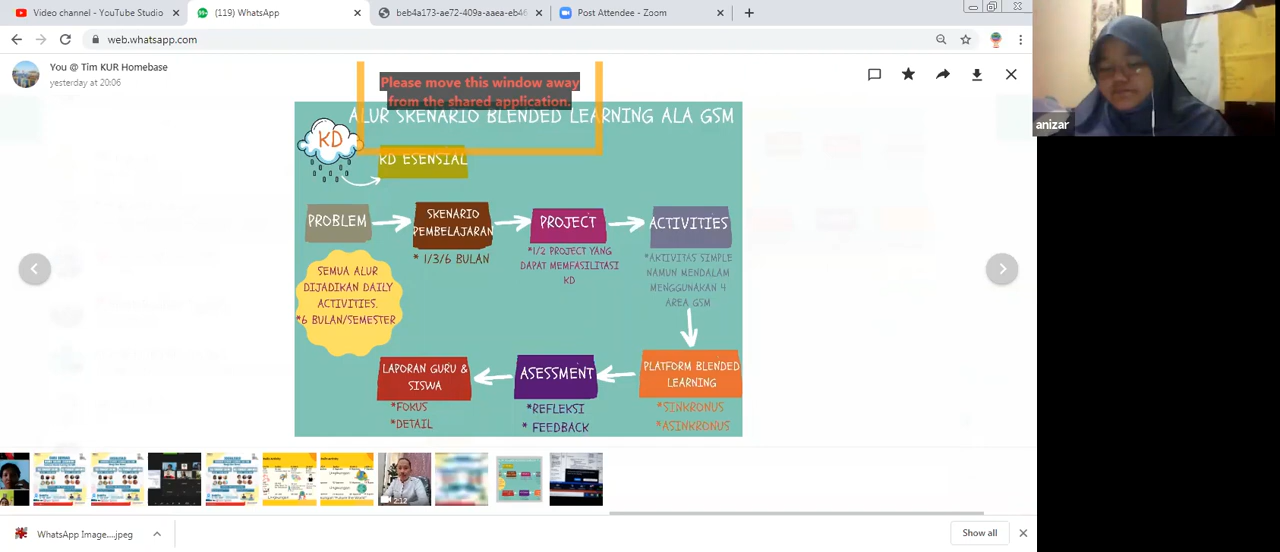 Video channel - YouTube Studio
(119) WhatsApp
beb4a173-ae72-409a-aaea-eb46
Post Attendee - Zoom
web.whatsapp.com
You @ Tim KUR Homebase
yesterday at 20:06
Please move this window away
from the shared application.
anizar
ALUR SKENARIO BLENDED LEARNING ALA GSM
KD
KD ESENSIAL
PROBLEM
SKENARIO
PEMBELAJARAN
* 1/3/6 BULAN
PROJECT
*1/2 PROJECT YANG
DAPAT MEMFASILITASI
KD
ACTIVITIES
*AKTIVITAS SIMPLE
NAMUN MENDALAM
MENGGUNAKAN 4
AREA GSM
SEMUA ALUR
DIJADIKAN DAILY
ACTIVITIES.
*6 BULAN/SEMESTER
PLATFORM BLENDED
LEARNING
*SINKRONUS
*ASINKRONUS
ASESSMENT
*REFLEKSI
* FEEDBACK
LAPORAN GURU &
SISWA
*FOKUS
*DETAIL
2:12
WhatsApp Image....jpeg
Show all